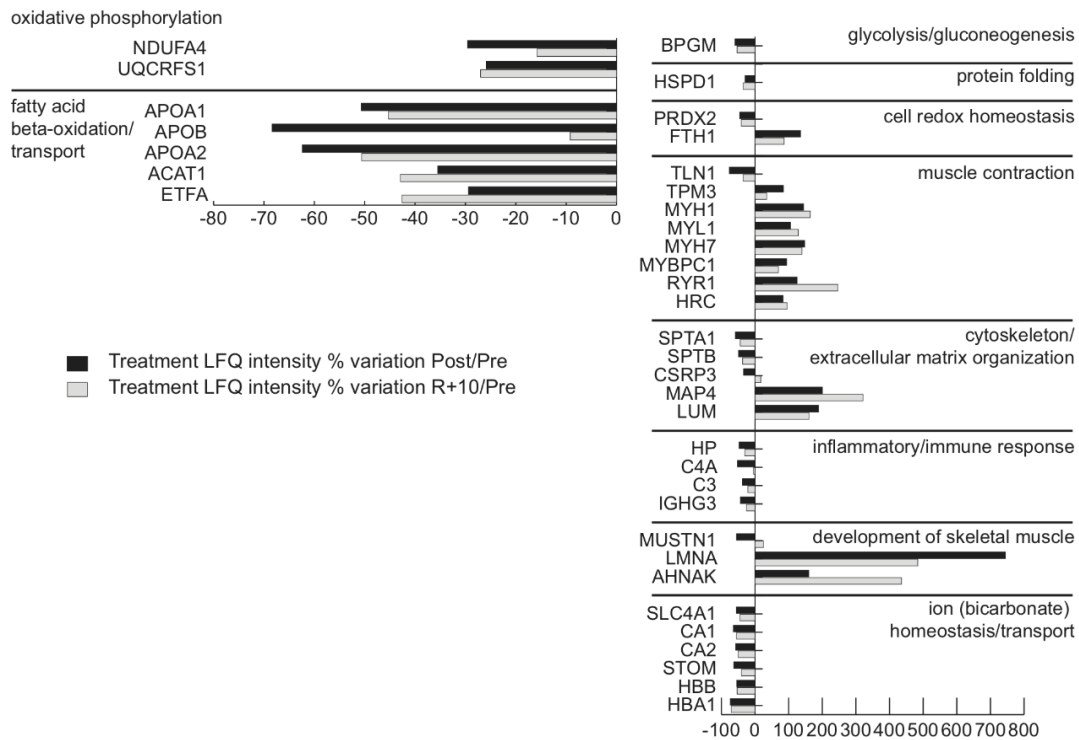 oxidative phosphorylation
NDUFA4
UQCRFS1
fatty acid
beta-oxidation/
transport
APOA1
APOB
APOA2
ACAT1
ETFA
-80 -70 -60 -50 -40 -30 -20 -10 0
Treatment LFQ intensity % variation Post/Pre
Treatment LFQ intensity % variation R+10/Pre
glycolysis/gluconeogenesis
BPGM
protein folding
HSPD1
cell redox homeostasis
PRDX2
FTH1
muscle contraction
TLN1
TPM3
MYH1
MYL1
MYH7
MYBPC1
RYR1
HRC
cytoskeleton/
extracellular matrix organization
SPTA1
SPTB
CSRP3
MAP4
LUM
inflammatory/immune response
HP
C4A
C3
IGHG3
development of skeletal muscle
MUSTN1
LMNA
AHNAK
ion (bicarbonate)
homeostasis/transport
SLC4A1
CA1
CA2
STOM
HBB
HBA1
-100 0 100 200 300 400 500 600 700 800